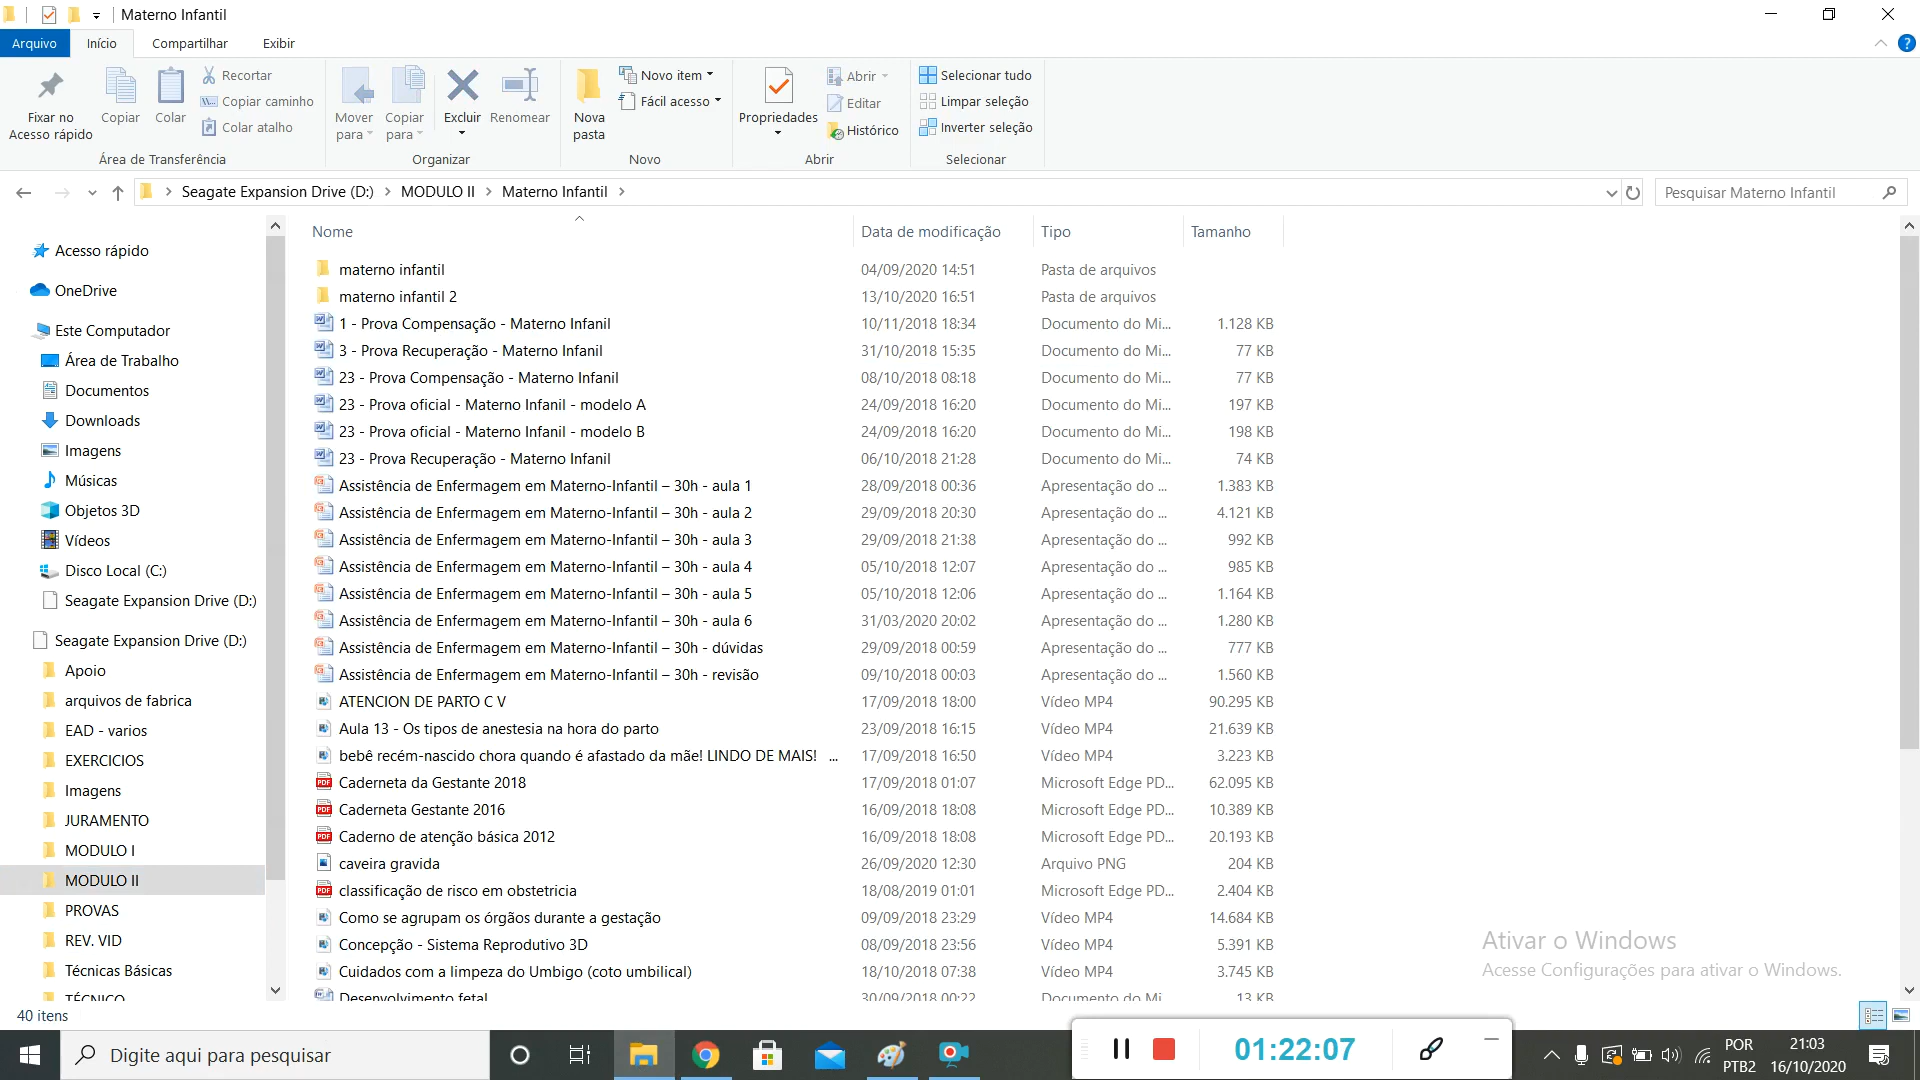 Materno Infantil
Arquivo Início Compartilhar Exibir
Fixar no Acesso rápido
Copiar
Colar
Recortar
Copiar caminho
Colar atalho
Área de Transferência
Mover para
Copiar para
Excluir
Renomear
Organizar
Nova pasta
Novo item
Fácil acesso
Novo
Propriedades
Abrir
Editar
Histórico
Abrir
Selecionar tudo
Limpar seleção
Inverter seleção
Selecionar
Seagate Expansion Drive (D:) MODULO II Materno Infantil
Pesquisar Materno Infantil
Acesso rápido
OneDrive
Este Computador
Área de Trabalho
Documentos
Downloads
Imagens
Músicas
Objetos 3D
Vídeos
Disco Local (C:)
Seagate Expansion Drive (D:)
Seagate Expansion Drive (D:)
Apoio
arquivos de fabrica
EAD - varios
EXERCICIOS
Imagens
JURAMENTO
MODULO I
MODULO II
PROVAS
REV. VID
Técnicas Básicas
TÉCNICO
Nome Data de modificação Tipo Tamanho
materno infantil 04/09/2020 14:51 Pasta de arquivos
materno infantil 2 13/10/2020 16:51 Pasta de arquivos
1 - Prova Compensação - Materno Infanil 10/11/2018 18:34 Documento do Mi... 1.128 KB
3 - Prova Recuperação - Materno Infanil 31/10/2018 15:35 Documento do Mi... 77 KB
23 - Prova Compensação - Materno Infanil 08/10/2018 08:18 Documento do Mi... 77 KB
23 - Prova oficial - Materno Infanil - modelo A 24/09/2018 16:20 Documento do Mi... 197 KB
23 - Prova oficial - Materno Infanil - modelo B 24/09/2018 16:20 Documento do Mi... 198 KB
23 - Prova Recuperação - Materno Infanil 06/10/2018 21:28 Documento do Mi... 74 KB
Assistência de Enfermagem em Materno-Infantil – 30h - aula 1 28/09/2018 00:36 Apresentação do ... 1.383 KB
Assistência de Enfermagem em Materno-Infantil – 30h - aula 2 29/09/2018 20:30 Apresentação do ... 4.121 KB
Assistência de Enfermagem em Materno-Infantil – 30h - aula 3 29/09/2018 21:38 Apresentação do ... 992 KB
Assistência de Enfermagem em Materno-Infantil – 30h - aula 4 05/10/2018 12:07 Apresentação do ... 985 KB
Assistência de Enfermagem em Materno-Infantil – 30h - aula 5 05/10/2018 12:06 Apresentação do ... 1.164 KB
Assistência de Enfermagem em Materno-Infantil – 30h - aula 6 31/03/2020 20:02 Apresentação do ... 1.280 KB
Assistência de Enfermagem em Materno-Infantil – 30h - dúvidas 29/09/2018 00:59 Apresentação do ... 777 KB
Assistência de Enfermagem em Materno-Infantil – 30h - revisão 09/10/2018 00:03 Apresentação do ... 1.560 KB
ATENCION DE PARTO C V 17/09/2018 18:00 Vídeo MP4 90.295 KB
Aula 13 - Os tipos de anestesia na hora do parto 23/09/2018 16:15 Vídeo MP4 21.639 KB
bebê recém-nascido chora quando é afastado da mãe! LINDO DE MAIS! ... 17/09/2018 16:50 Vídeo MP4 3.223 KB
Caderneta da Gestante 2018 17/09/2018 01:07 Microsoft Edge PD... 62.095 KB
Caderneta Gestante 2016 16/09/2018 18:08 Microsoft Edge PD... 10.389 KB
Caderno de atenção básica 2012 16/09/2018 18:08 Microsoft Edge PD... 20.193 KB
caveira gravida 26/09/2020 12:30 Arquivo PNG 204 KB
classificação de risco em obstetricia 18/08/2019 01:01 Microsoft Edge PD... 2.404 KB
Como se agrupam os órgãos durante a gestação 09/09/2018 23:29 Vídeo MP4 14.684 KB
Concepção - Sistema Reprodutivo 3D 08/09/2018 23:56 Vídeo MP4 5.391 KB
Cuidados com a limpeza do Umbigo (coto umbilical) 18/10/2018 07:38 Vídeo MP4 3.745 KB
Desenvolvimento fetal 30/09/2018 00:22 Documento do Mi... 13 KB
Ativar o Windows
Acesse Configurações para ativar o Windows.
40 itens
Digite aqui para pesquisar
01:22:07
POR
PTB2
21:03
16/10/2020